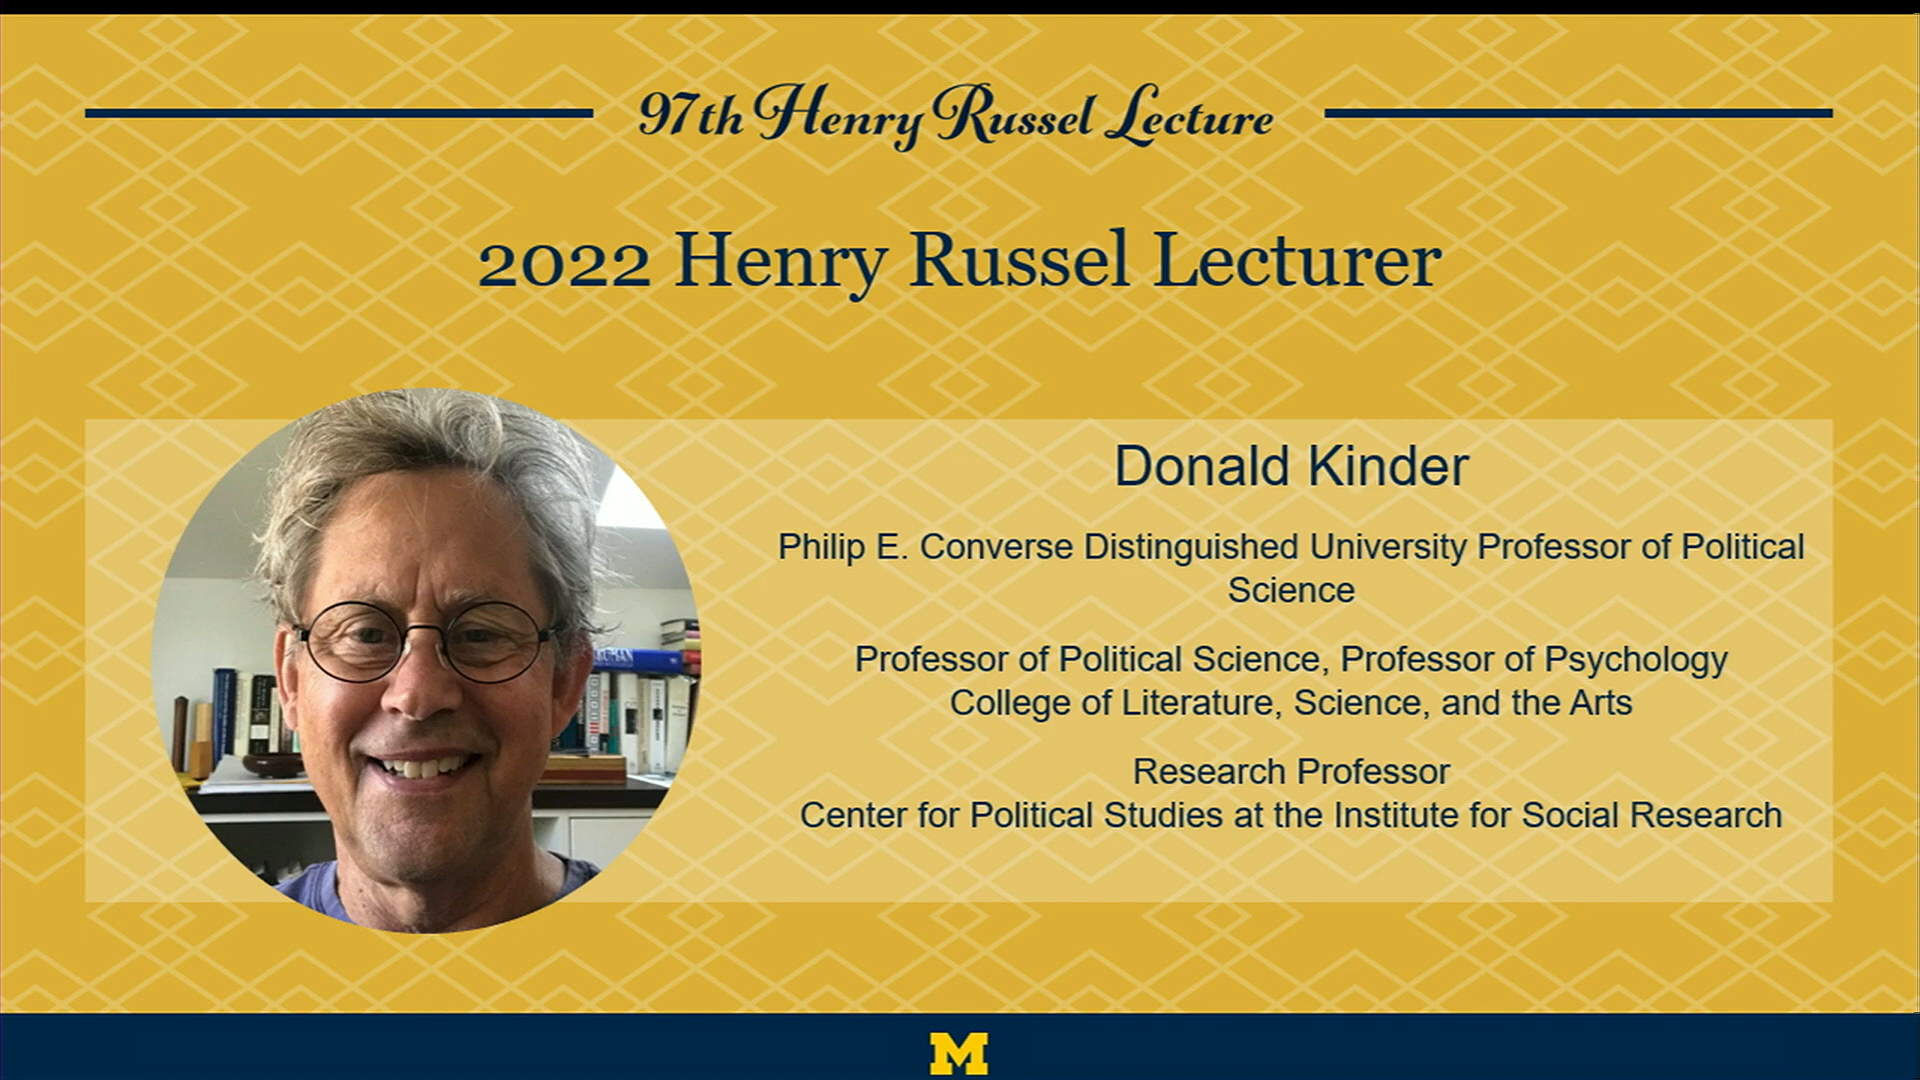 97th Henry Russel Lecture
2022 Henry Russel Lecturer
Donald Kinder
Philip E. Converse Distinguished University Professor of Political
Science
Professor of Political Science, Professor of Psychology
College of Literature, Science, and the Arts
Research Professor
Center for Political Studies at the Institute for Social Research
M